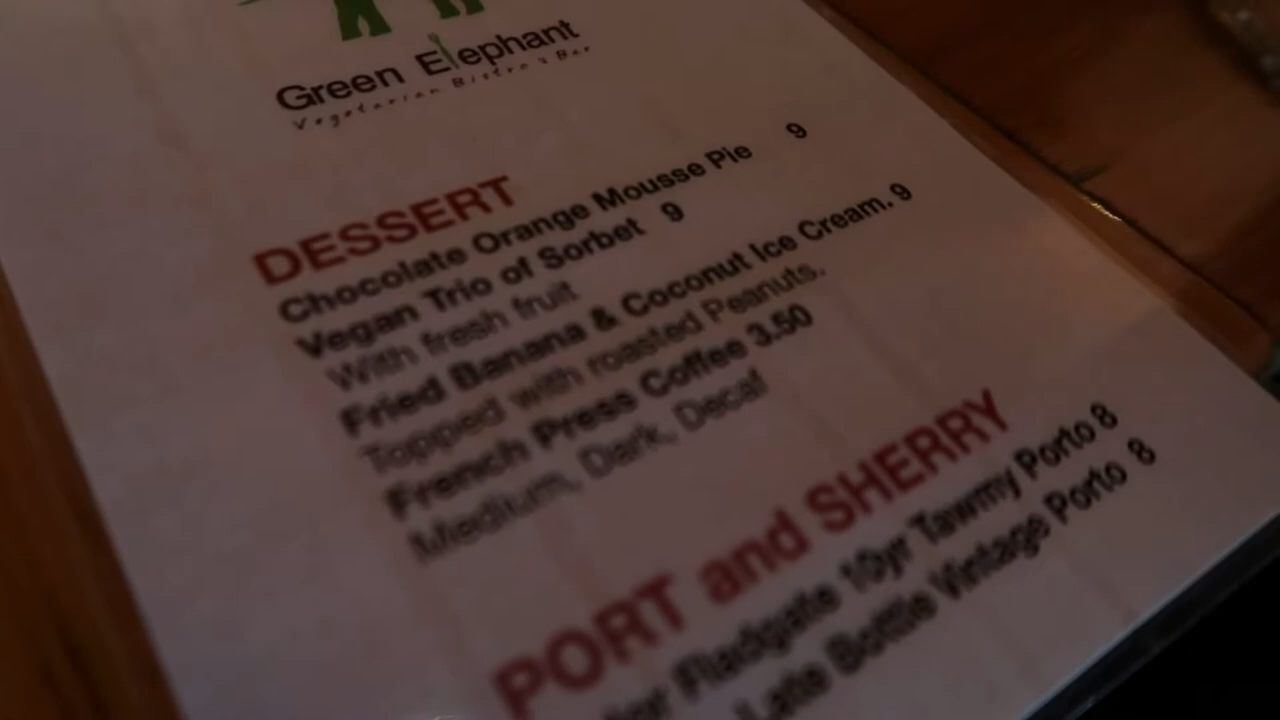 Green Elephant
Vegetarian Bistro & Bar
DESSERT
Chocolate Orange Mousse Pie 9
Vegan Trio of Sorbet 9
With fresh fruit
Fried Banana & Coconut Ice Cream. 9
Topped with roasted Peanuts.
French Press Coffee 3.50
Medium, Dark, Decaf
PORT and SHERRY
Fladgate 10yr Tawny Porto 8
Late Bottle Vintage Porto 8